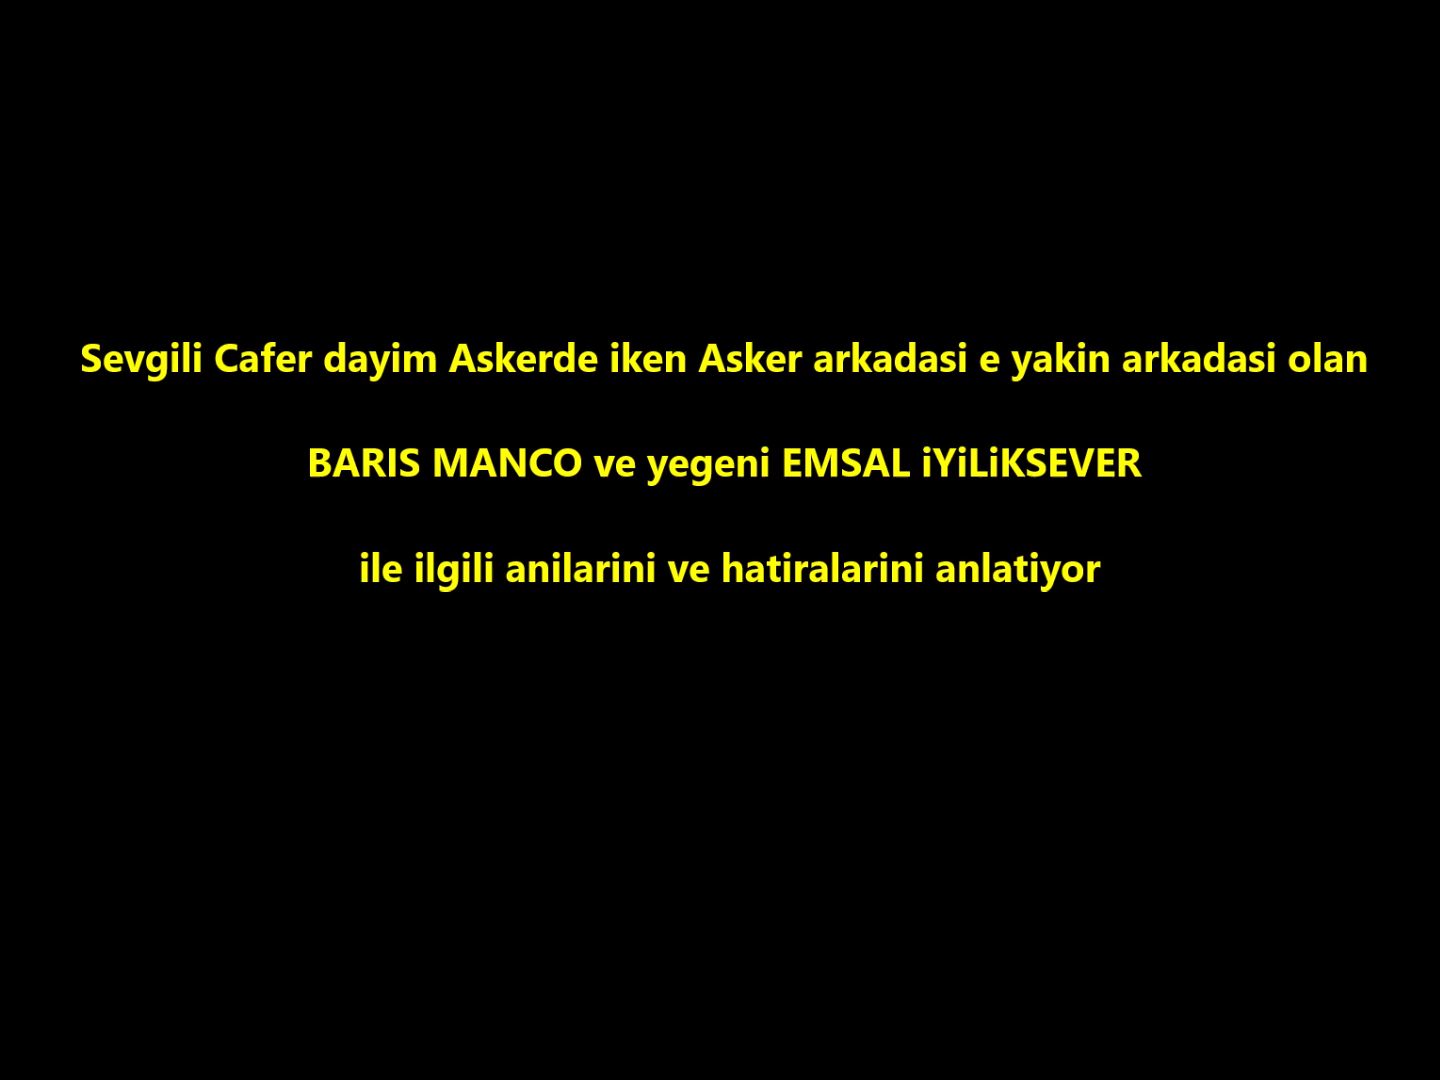 Sevgili Cafer dayim Askerde iken Asker arkadasi e yakin arkadasi olan
BARIS MANCO ve yegeni EMSAL iYiLiKSEVER
ile ilgili anilarini ve hatiralarini anlatiyor